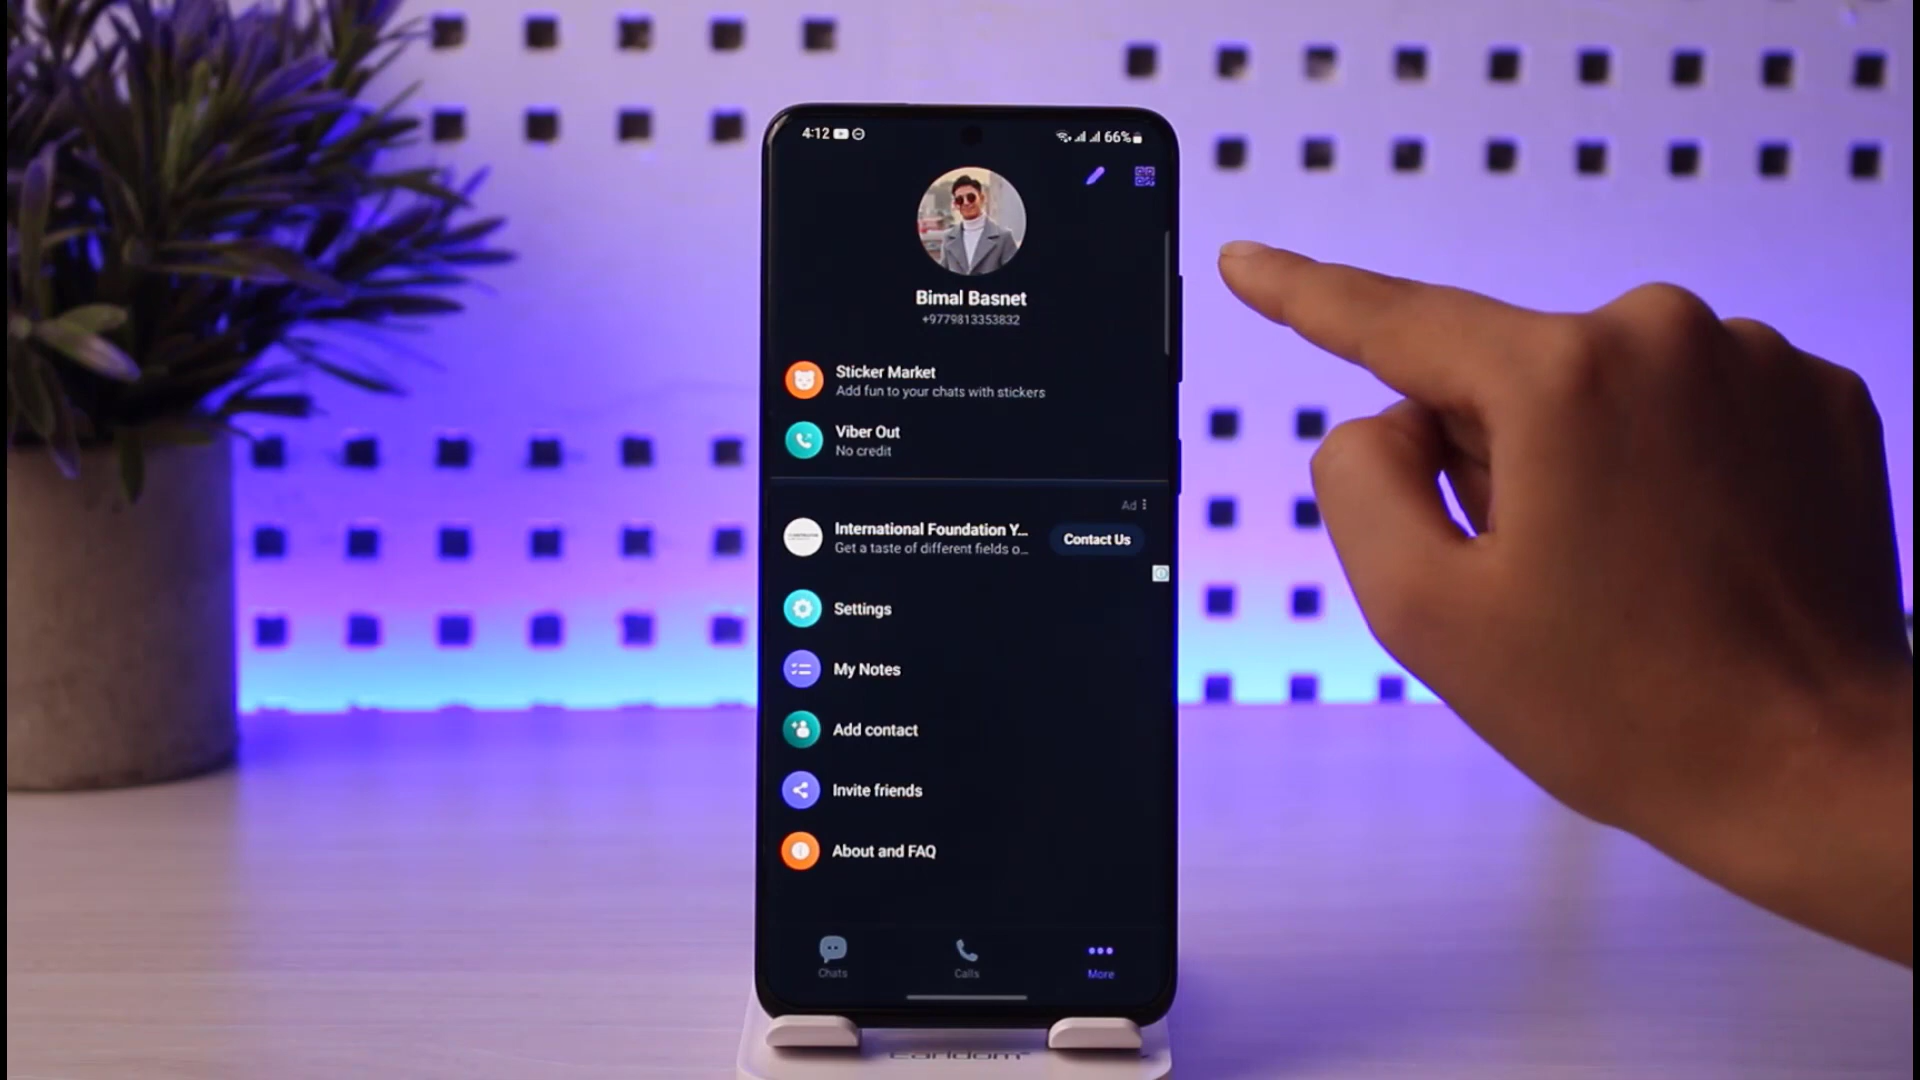 4:12
66%
Bimal Basnet
+9779813353832
Sticker Market
Add fun to your chats with stickers
Viber Out
No credit
Ad
International Foundation Y...
Get a taste of different fields o...
Contact Us
Settings
My Notes
Add contact
Invite friends
About and FAQ
Chats
Calls
More
Earldom